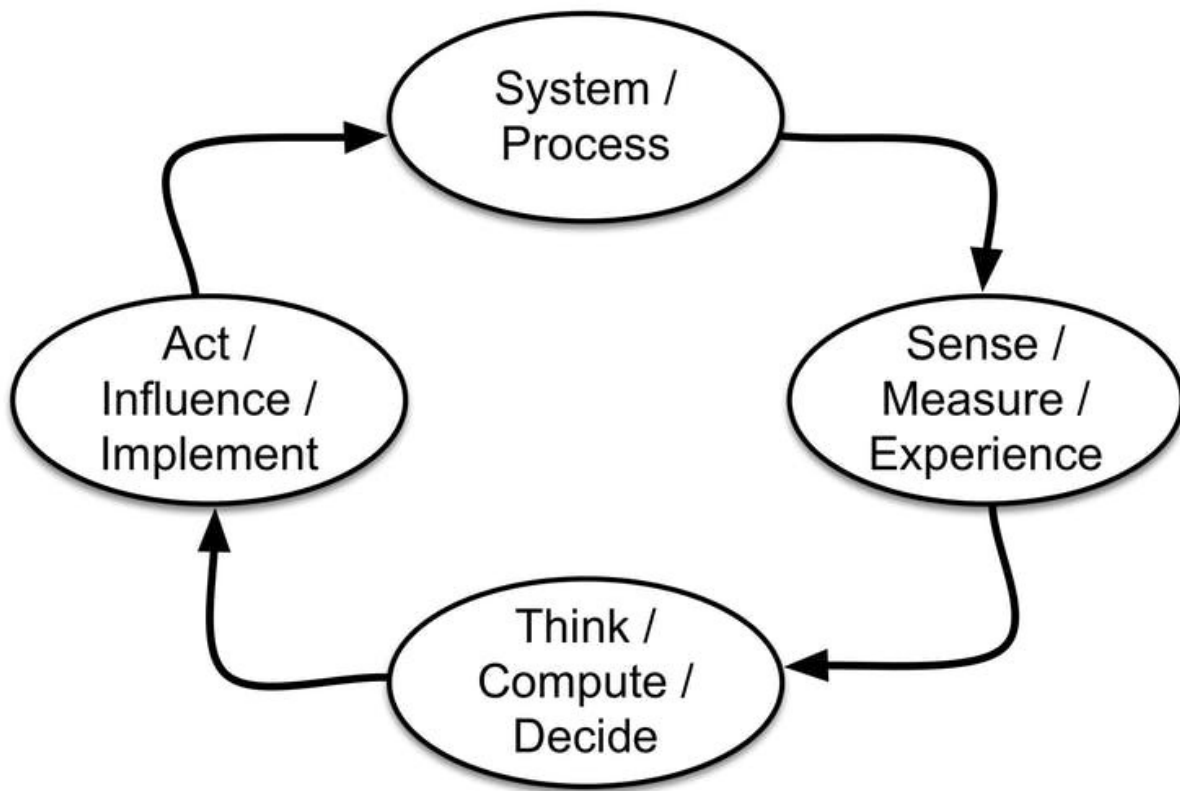 System /
Process
Act /
Influence /
Implement
Sense /
Measure /
Experience
Think /
Compute /
Decide